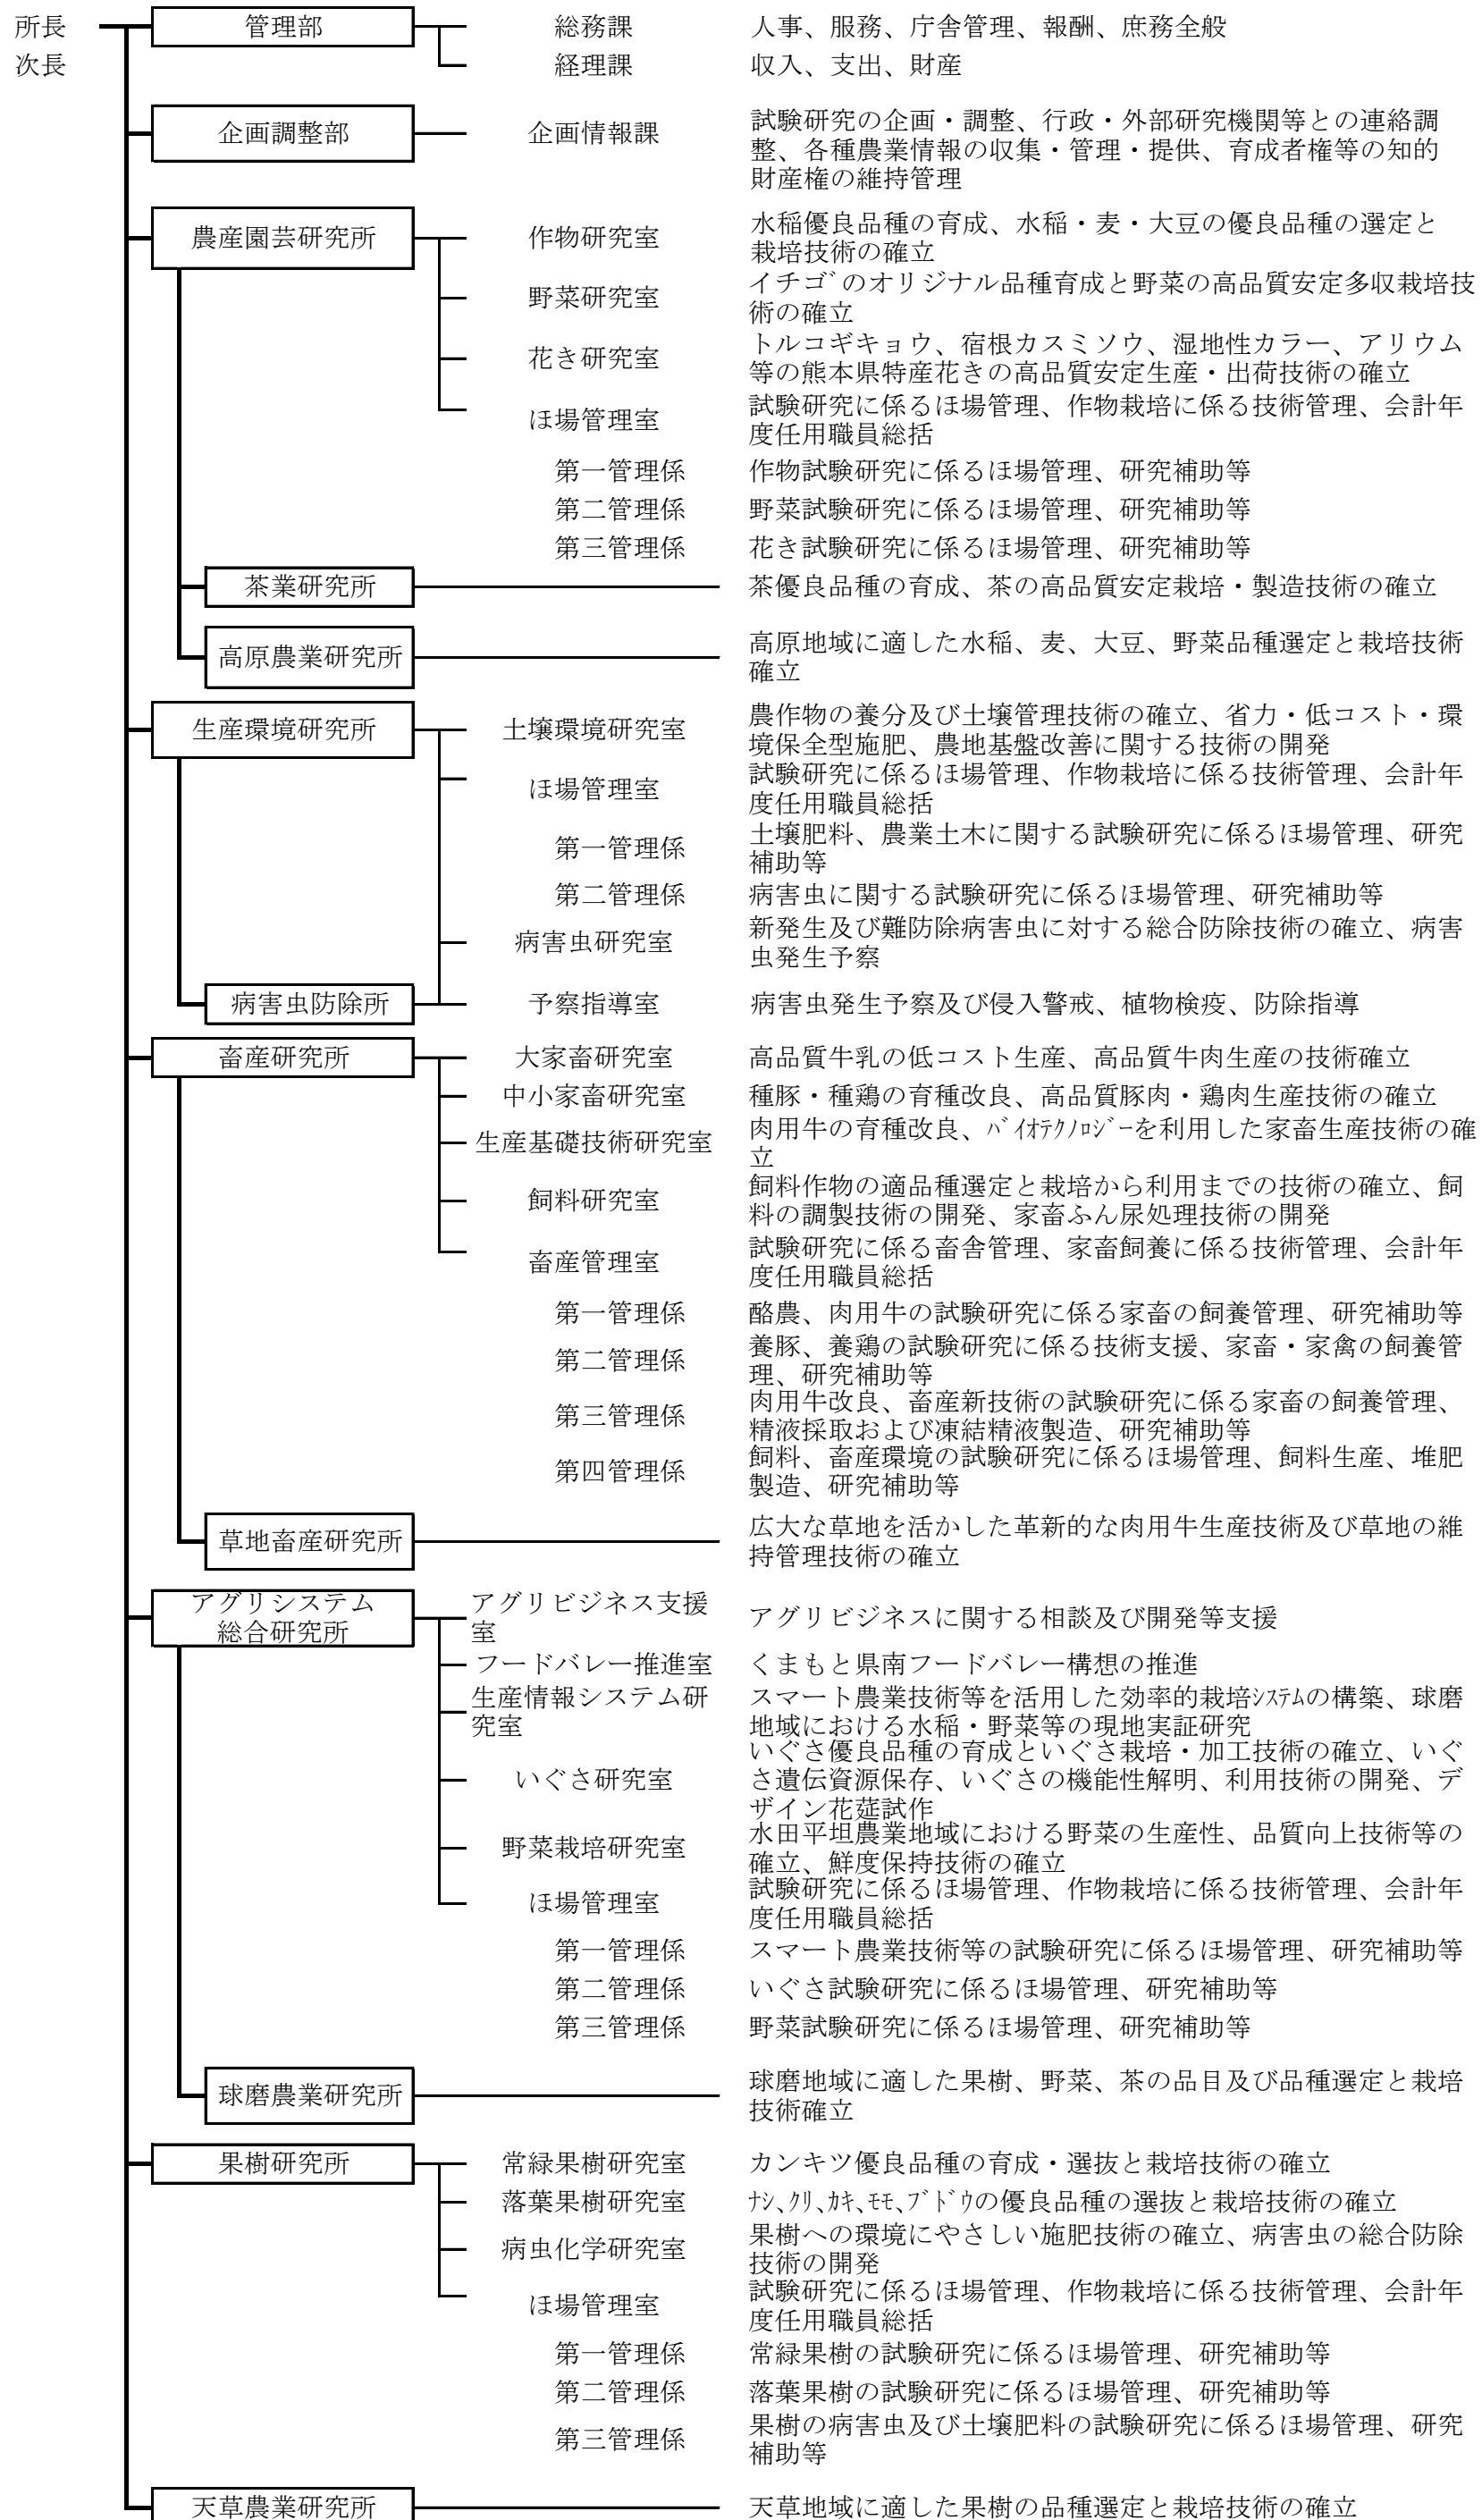 所長 管理部 総務課 人事、服務、庁舎管理、報酬、庶務全般
次長 経理課 収入、支出、財産
企画調整部 企画情報課 試験研究の企画・調整、行政・外部研究機関等との連絡調
整、各種農業情報の収集・管理・提供、育成者権等の知的
財産権の維持管理
農産園芸研究所 作物研究室 水稲優良品種の育成、水稲・麦・大豆の優良品種の選定と
栽培技術の確立
野菜研究室 イチゴのオリジナル品種育成と野菜の高品質安定多収栽培技
術の確立
花き研究室 トルコギキョウ、宿根カスミソウ、湿地性カラー、アリウム
等の熊本県特産花きの高品質安定生産・出荷技術の確立
ほ場管理室 試験研究に係るほ場管理、作物栽培に係る技術管理、会計年
度任用職員総括
第一管理係 作物試験研究に係るほ場管理、研究補助等
第二管理係 野菜試験研究に係るほ場管理、研究補助等
第三管理係 花き試験研究に係るほ場管理、研究補助等
茶業研究所 茶優良品種の育成、茶の高品質安定栽培・製造技術の確立
高原農業研究所 高原地域に適した水稲、麦、大豆、野菜品種選定と栽培技術
確立
生産環境研究所 土壌環境研究室 農作物の養分及び土壌管理技術の確立、省力・低コスト・環
境保全型施肥、農地基盤改善に関する技術の開発
ほ場管理室 試験研究に係るほ場管理、作物栽培に係る技術管理、会計年
度任用職員総括
第一管理係 土壌肥料、農業土木に関する試験研究に係るほ場管理、研究
補助等
第二管理係 病害虫に関する試験研究に係るほ場管理、研究補助等
病害虫研究室 新発生及び難防除病害虫に対する総合防除技術の確立、病害
虫発生予察
病害虫防除所 予察指導室 病害虫発生予察及び侵入警戒、植物検疫、防除指導
畜産研究所 大家畜研究室 高品質牛乳の低コスト生産、高品質牛肉生産の技術確立
中小家畜研究室 種豚・種鶏の育種改良、高品質豚肉・鶏肉生産技術の確立
生産基礎技術研究室 肉用牛の育種改良、ﾊﾞｲｵﾃｸﾉﾛｼﾞｰを利用した家畜生産技術の確
立
飼料研究室 飼料作物の適品種選定と栽培から利用までの技術の確立、飼
料の調製技術の開発、家畜ふん尿処理技術の開発
畜産管理室 試験研究に係る畜舎管理、家畜飼養に係る技術管理、会計年
度任用職員総括
第一管理係 酪農、肉用牛の試験研究に係る家畜の飼養管理、研究補助等
第二管理係 養豚、養鶏の試験研究に係る技術支援、家畜・家禽の飼養管
理、研究補助等
第三管理係 肉用牛改良、畜産新技術の試験研究に係る家畜の飼養管理、
精液採取および凍結精液製造、研究補助等
第四管理係 飼料、畜産環境の試験研究に係るほ場管理、飼料生産、堆肥
製造、研究補助等
草地畜産研究所 広大な草地を活かした革新的な肉用牛生産技術及び草地の維
持管理技術の確立
アグリシステム
総合研究所
アグリビジネス支援
室
アグリビジネスに関する相談及び開発等支援
フードバレー推進室 くまもと県南フードバレー構想の推進
生産情報システム研
究室
スマート農業技術等を活用した効率的栽培ｼｽﾃﾑの構築、球磨
地域における水稲・野菜等の現地実証研究
いぐさ研究室 いぐさ優良品種の育成といぐさ栽培・加工技術の確立、いぐ
さ遺伝資源保存、いぐさの機能性解明、利用技術の開発、デ
ザイン花莚試作
野菜栽培研究室 水田平坦農業地域における野菜の生産性、品質向上技術等の
確立、鮮度保持技術の確立
ほ場管理室 試験研究に係るほ場管理、作物栽培に係る技術管理、会計年
度任用職員総括
第一管理係 スマート農業技術等の試験研究に係るほ場管理、研究補助等
第二管理係 いぐさ試験研究に係るほ場管理、研究補助等
第三管理係 野菜試験研究に係るほ場管理、研究補助等
球磨農業研究所 球磨地域に適した果樹、野菜、茶の品目及び品種選定と栽培
技術確立
果樹研究所 常緑果樹研究室 カンキツ優良品種の育成・選抜と栽培技術の確立
落葉果樹研究室 ﾅｼ､ｸﾘ､ｶｷ､ﾓﾓ､ﾌﾞﾄﾞｳの優良品種の選抜と栽培技術の確立
病虫化学研究室 果樹への環境にやさしい施肥技術の確立、病害虫の総合防除
技術の開発
ほ場管理室 試験研究に係るほ場管理、作物栽培に係る技術管理、会計年
度任用職員総括
第一管理係 常緑果樹の試験研究に係るほ場管理、研究補助等
第二管理係 落葉果樹の試験研究に係るほ場管理、研究補助等
第三管理係 果樹の病害虫及び土壌肥料の試験研究に係るほ場管理、研究
補助等
天草農業研究所 天草地域に適した果樹の品種選定と栽培技術の確立